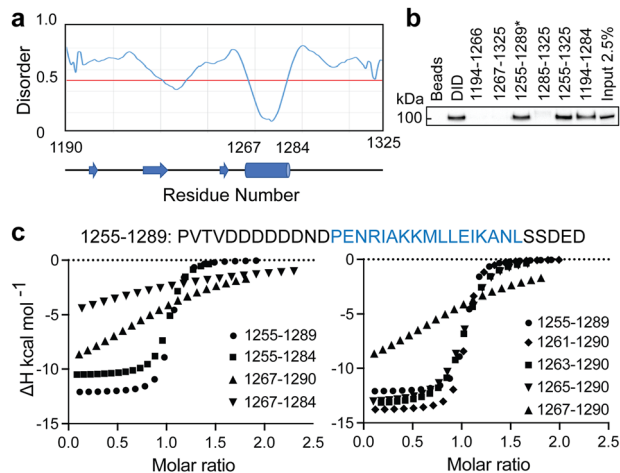 a
1.0
0.5
0
Disorder
1190 1267 1284 1325
Residue Number
b
Beads
DID
1194-1266
1267-1325
1255-1289*
1285-1325
1255-1325
1194-1284
Input 2.5%
kDa
100
c
1255-1289: PVTVDDDDDDNDPENRIAKKMLLEIKANLSSDED
0
-5
-10
-15
ΔH kcal mol⁻¹
0.0 0.5 1.0 1.5 2.0 2.5
Molar ratio
1255-1289
1255-1284
1267-1290
1267-1284
0
-5
-10
-15
0.0 0.5 1.0 1.5 2.0 2.5
Molar ratio
1255-1289
1261-1290
1263-1290
1265-1290
1267-1290